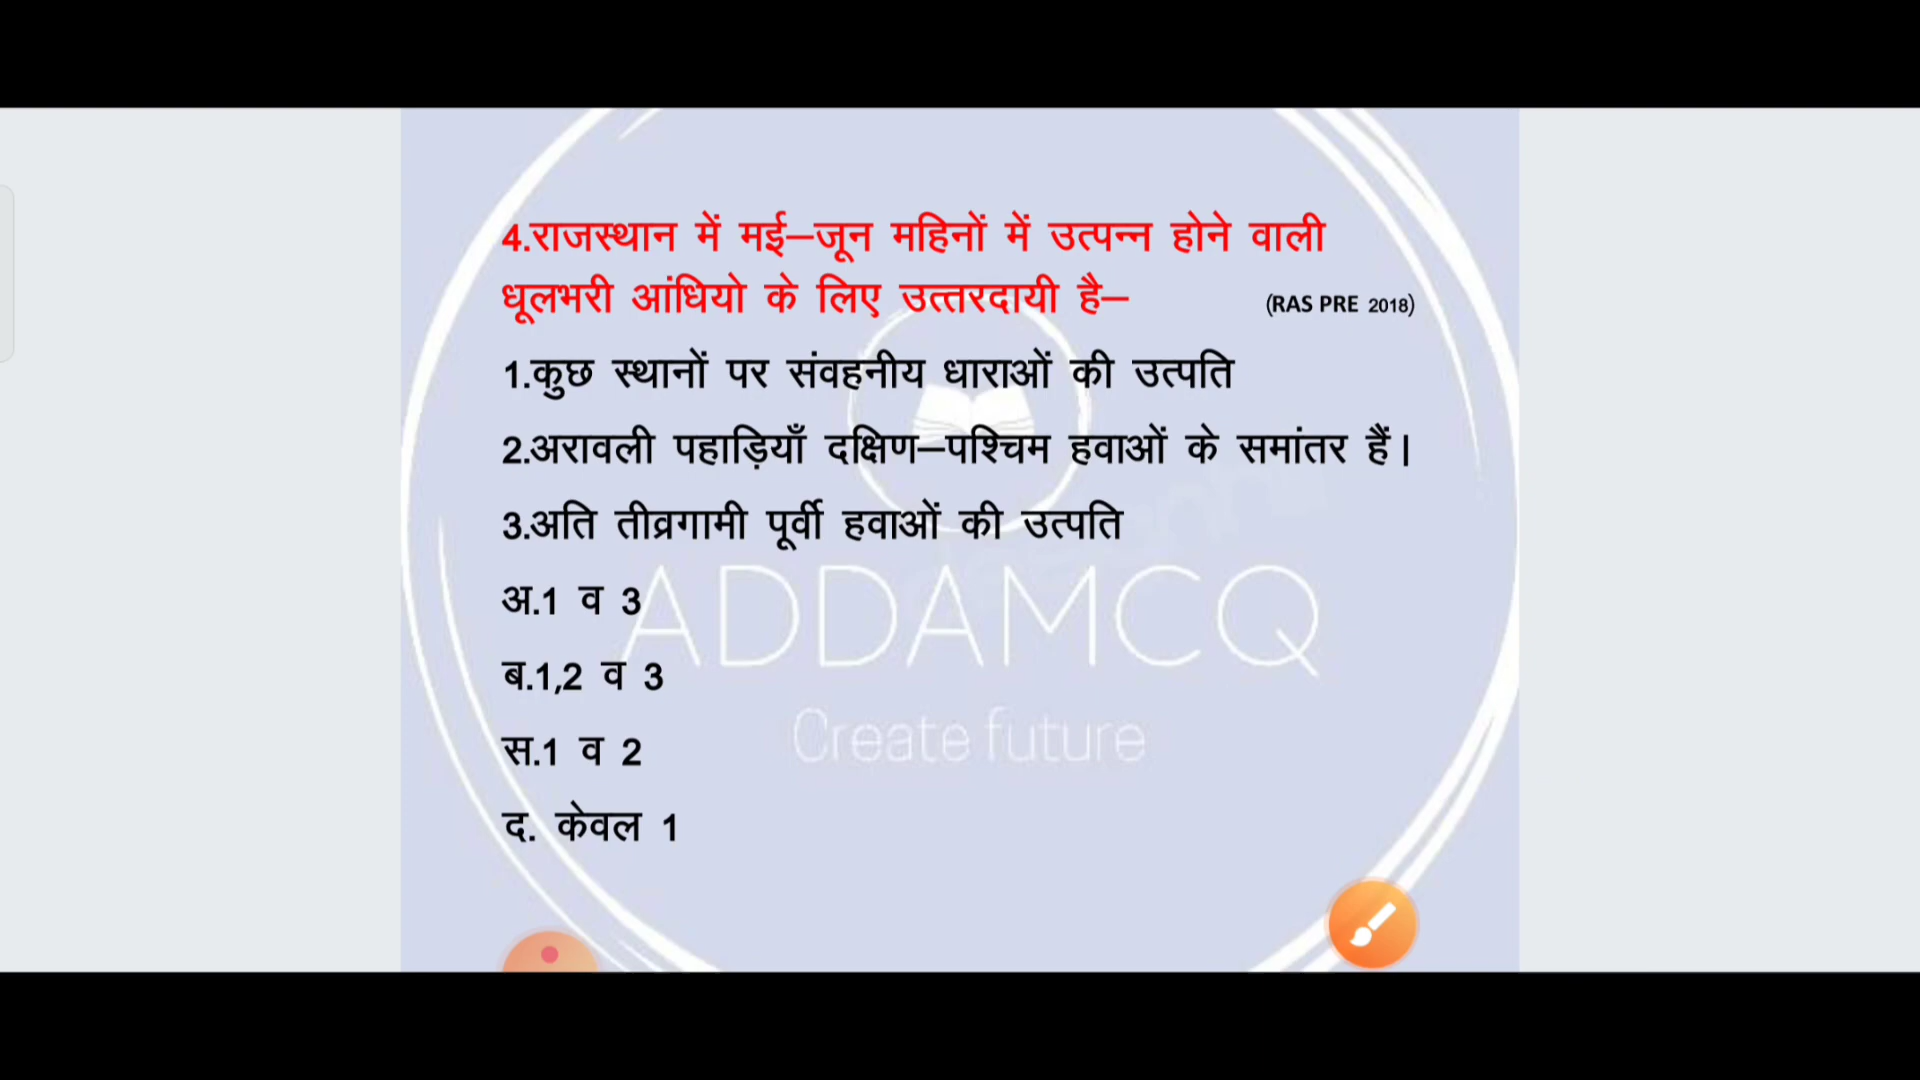 4.राजस्थान में मई–जून महिनों में उत्पन्न होने वाली
धूलभरी आंधियो के लिए उत्तरदायी है– (RAS PRE 2018)
1.कुछ स्थानों पर संवहनीय धाराओं की उत्पति
2.अरावली पहाड़ियाँ दक्षिण–पश्चिम हवाओं के समांतर हैं।
3.अति तीव्रगामी पूर्वी हवाओं की उत्पति
अ.1 व 3
ब.1,2 व 3
स.1 व 2
द. केवल 1
ADDAMCQ
Create future